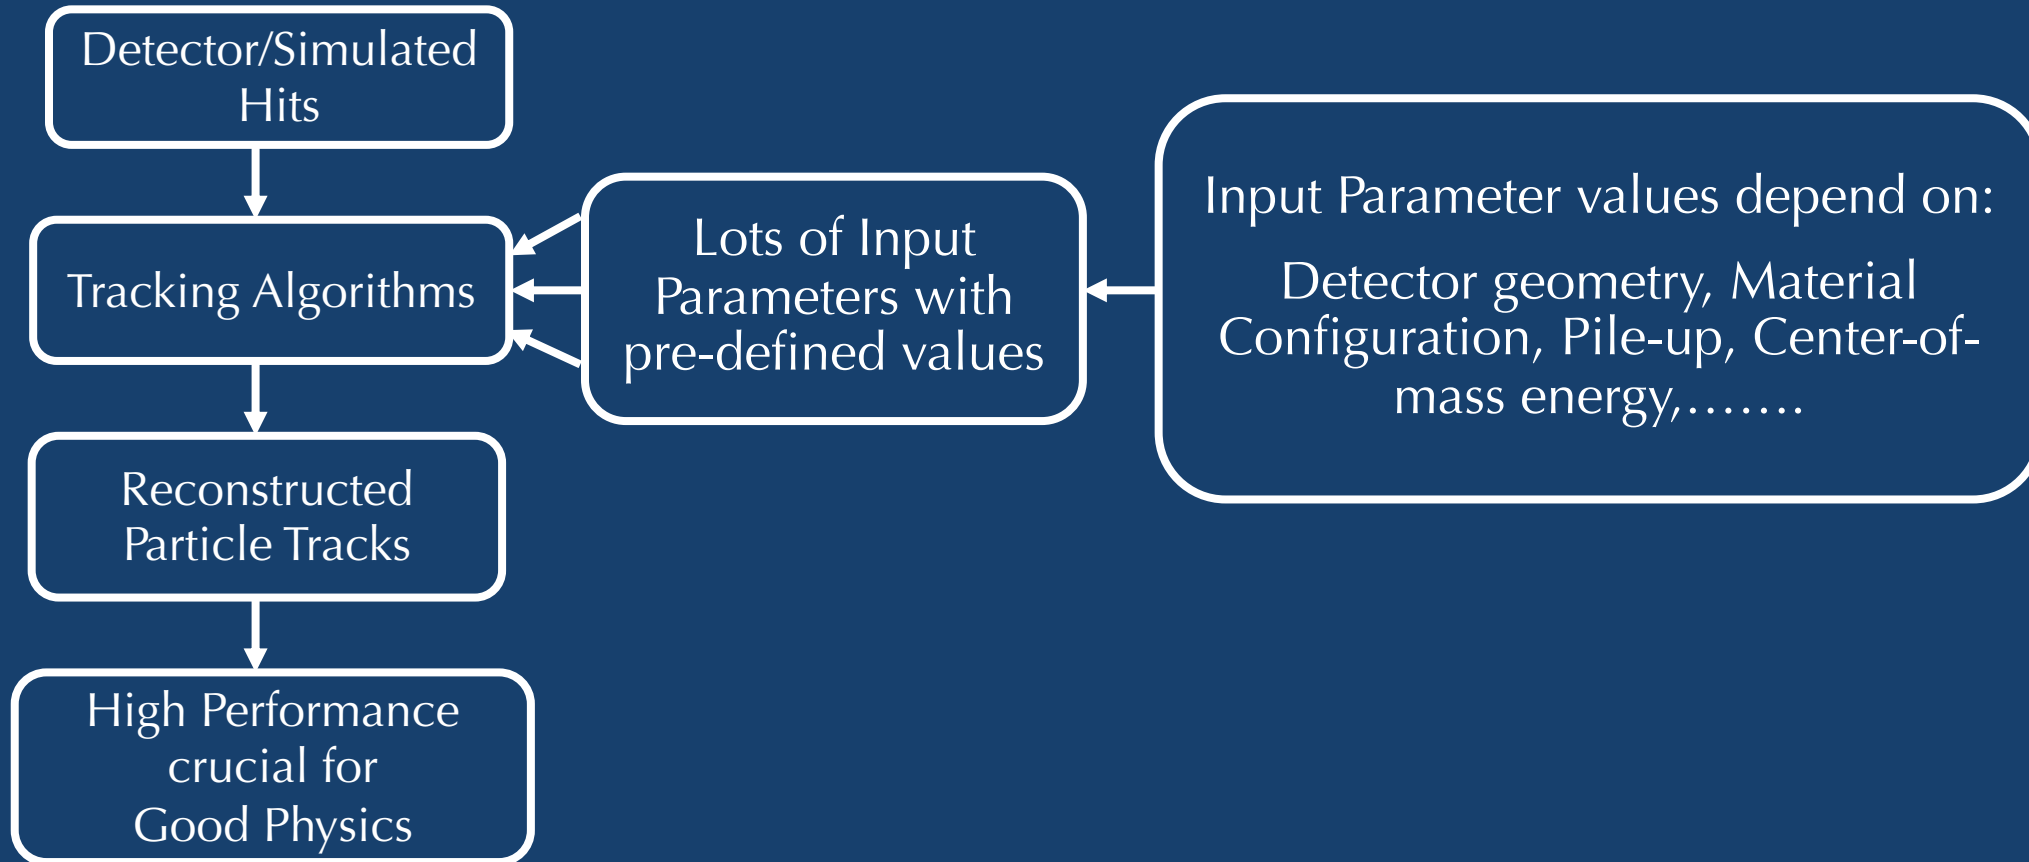 Detector/Simulated
Hits
Tracking Algorithms
Reconstructed
Particle Tracks
High Performance
crucial for
Good Physics
Lots of Input
Parameters with
pre-defined values
Input Parameter values depend on:
Detector geometry, Material
Configuration, Pile-up, Center-of-
mass energy,.......